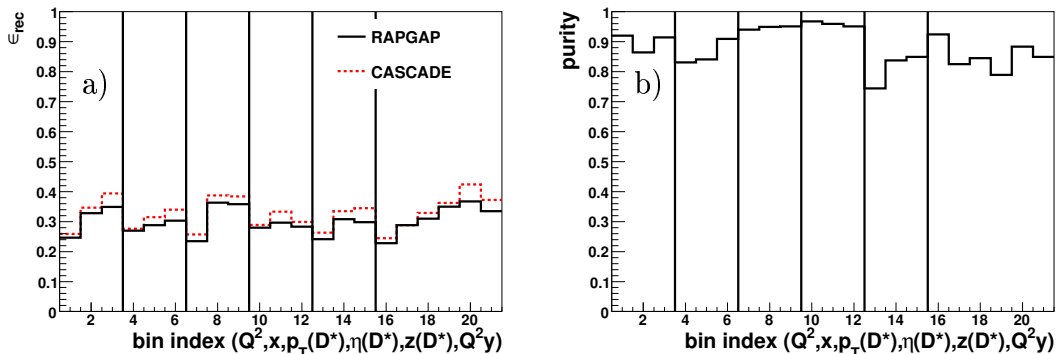 ϵrec
1
0.9
0.8
0.7
0.6
0.5
0.4
0.3
0.2
0.1
0
a)
RAPGAP
CASCADE
2 4 6 8 10 12 14 16 18 20
bin index (Q²,x,p_T(D*),η(D*),z(D*),Q²y)
purity
1
0.9
0.8
0.7
0.6
0.5
0.4
0.3
0.2
0.1
0
b)
2 4 6 8 10 12 14 16 18 20
bin index (Q²,x,p_T(D*),η(D*),z(D*),Q²y)